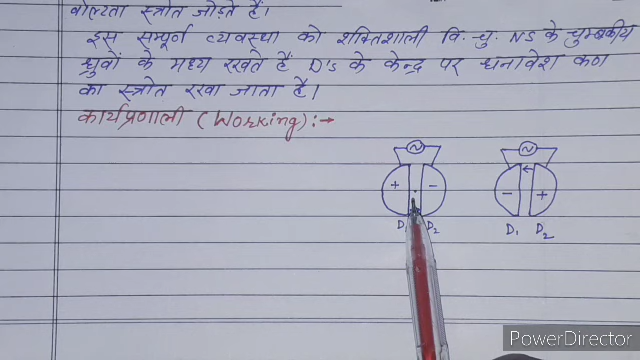 वोल्टता स्त्रोत जोड़ते हैं।
इस सम्पूर्ण व्यवस्था को शक्तिशाली वि. चु. NS के चुम्बकीय
ध्रुवों के मध्य रखते हैं D's के केन्द्र पर धनावेश कण
का स्त्रोत रखा जाता है।
कार्यप्रणाली (Working) :→
+ - - +
D₁ D₂ D₁ D₂
PowerDirector